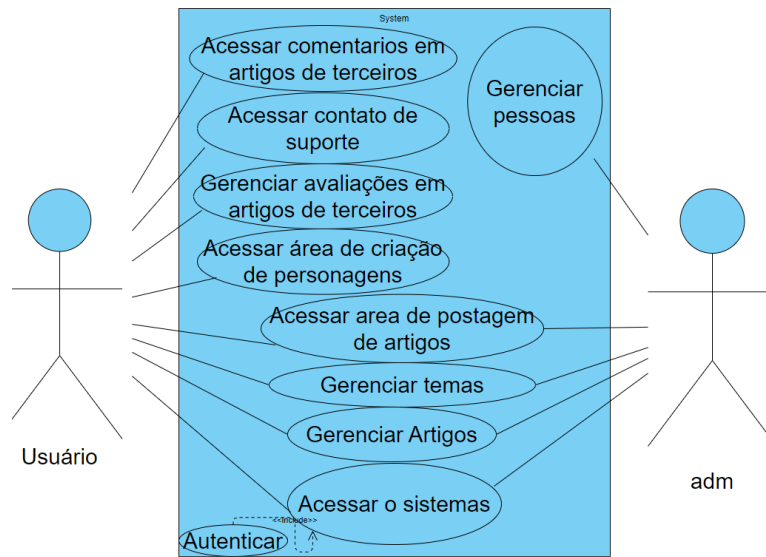 System
Acessar comentarios em
artigos de terceiros
Gerenciar
pessoas
Acessar contato de
suporte
Gerenciar avaliações em
artigos de terceiros
Acessar área de criação
de personagens
Acessar area de postagem
de artigos
Gerenciar temas
Gerenciar Artigos
Usuário
adm
Acessar o sistemas
<<Include>>
Autenticar